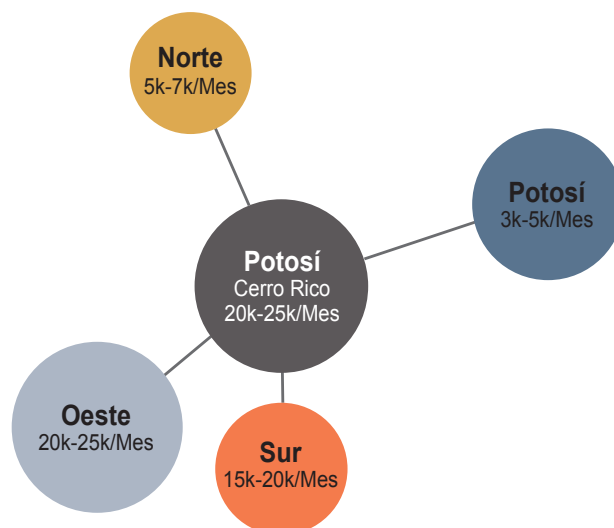 Norte
5k-7k/Mes
Potosí
3k-5k/Mes
Potosí
Cerro Rico
20k-25k/Mes
Oeste
20k-25k/Mes
Sur
15k-20k/Mes